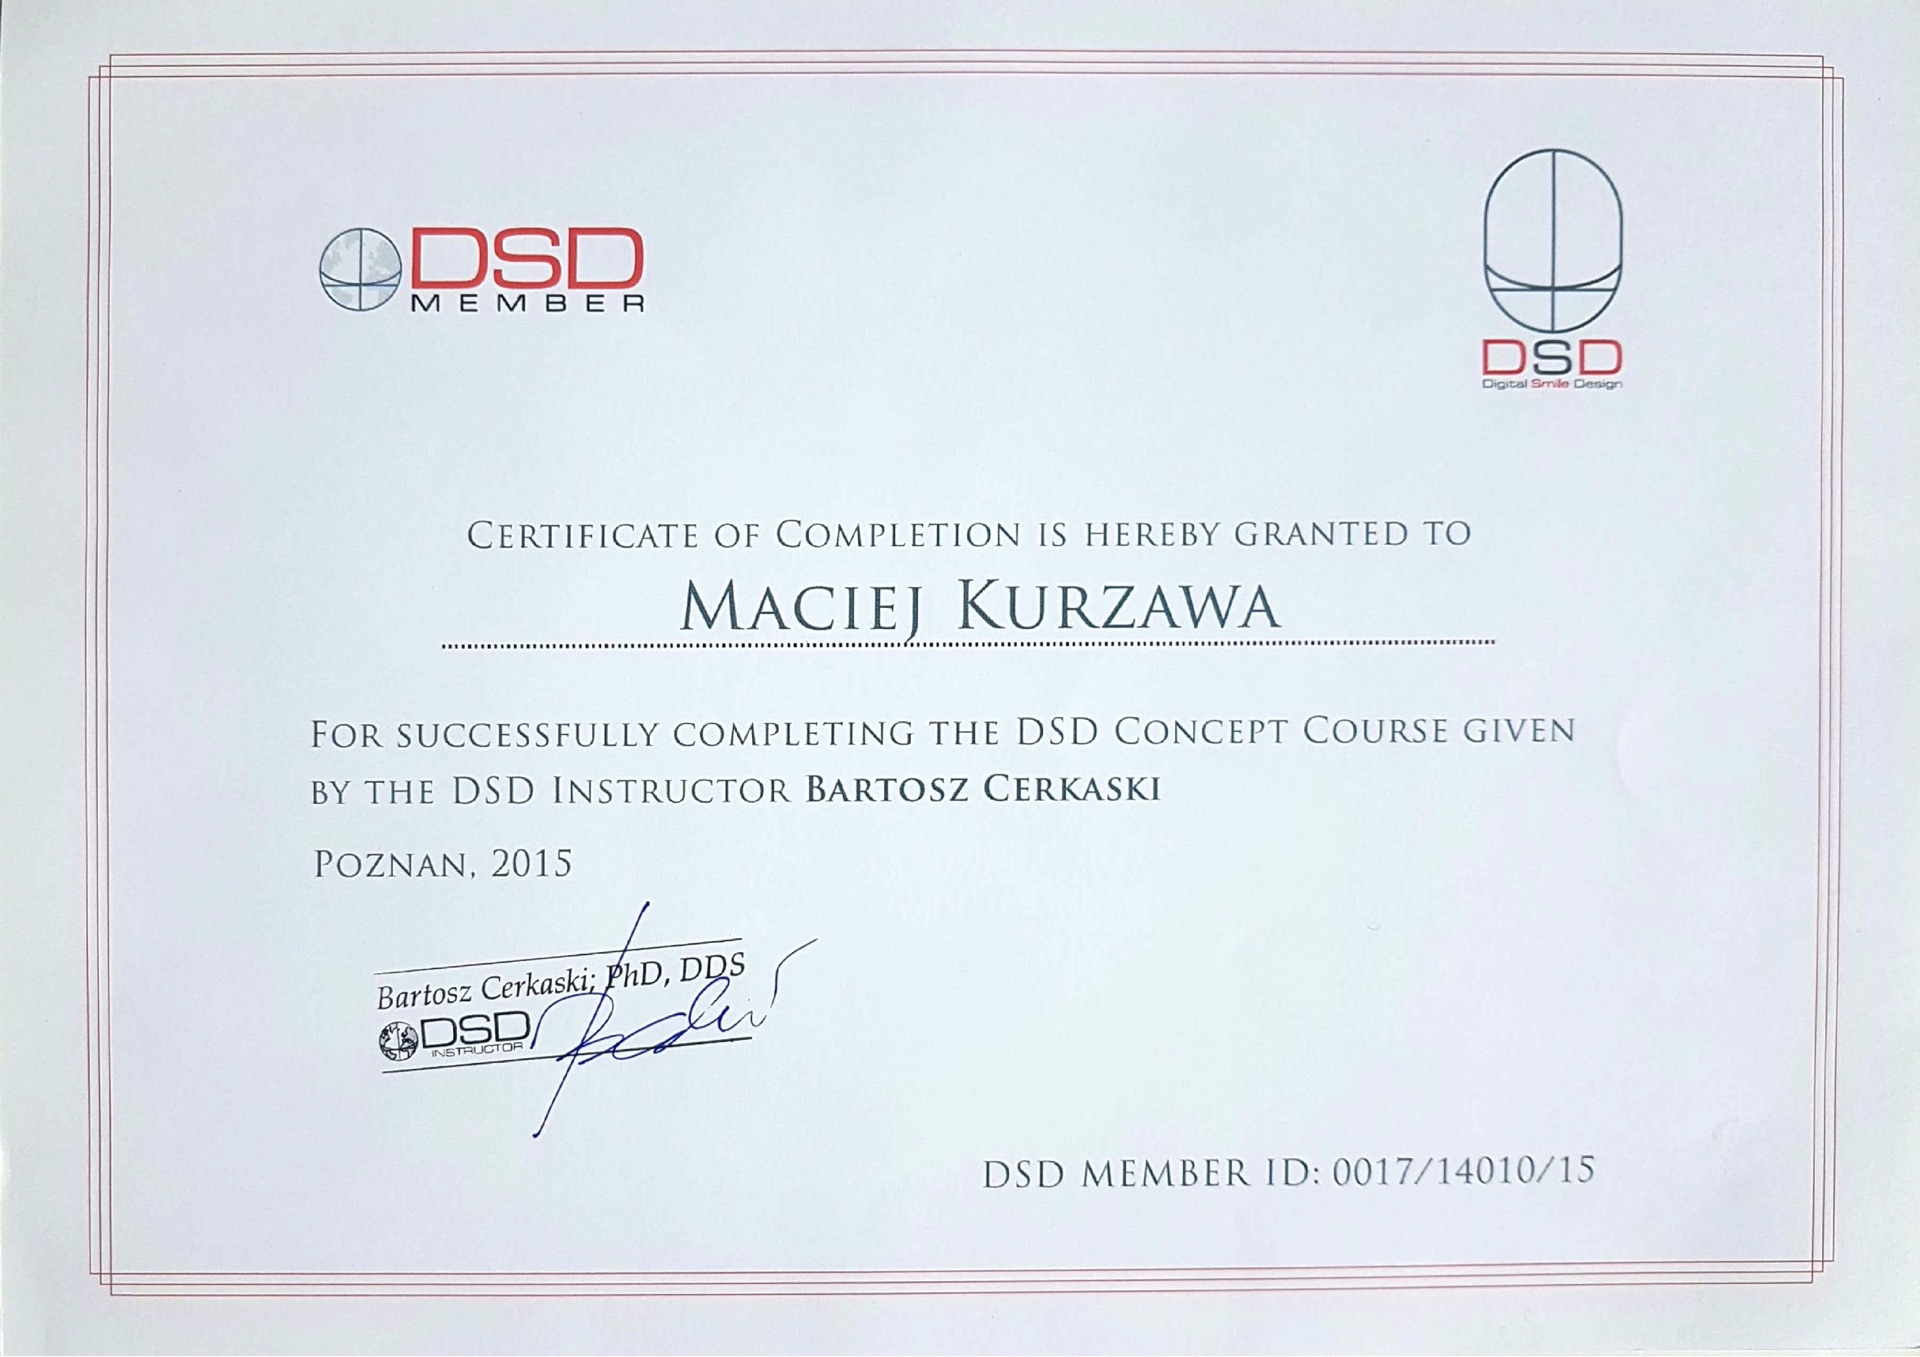 DSD
MEMBER
DSD
Digital Smile Design
CERTIFICATE OF COMPLETION IS HEREBY GRANTED TO
MACIEJ KURZAWA
FOR SUCCESSFULLY COMPLETING THE DSD CONCEPT COURSE GIVEN
BY THE DSD INSTRUCTOR BARTOSZ CERKASKI
POZNAN, 2015
Bartosz Cerkaski; PhD, DDS
DSD
INSTRUCTOR
DSD MEMBER ID: 0017/14010/15